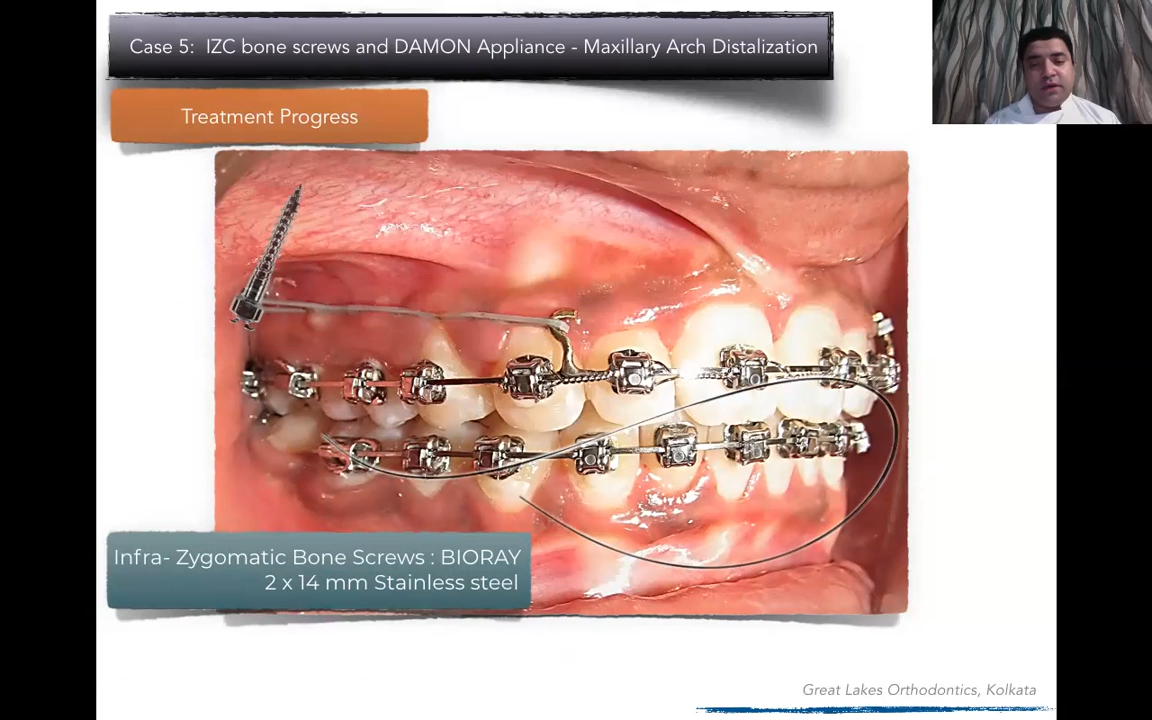 Case 5: IZC bone screws and DAMON Appliance - Maxillary Arch Distalization
Treatment Progress
Infra- Zygomatic Bone Screws : BIORAY
2 x 14 mm Stainless steel
Great Lakes Orthodontics, Kolkata